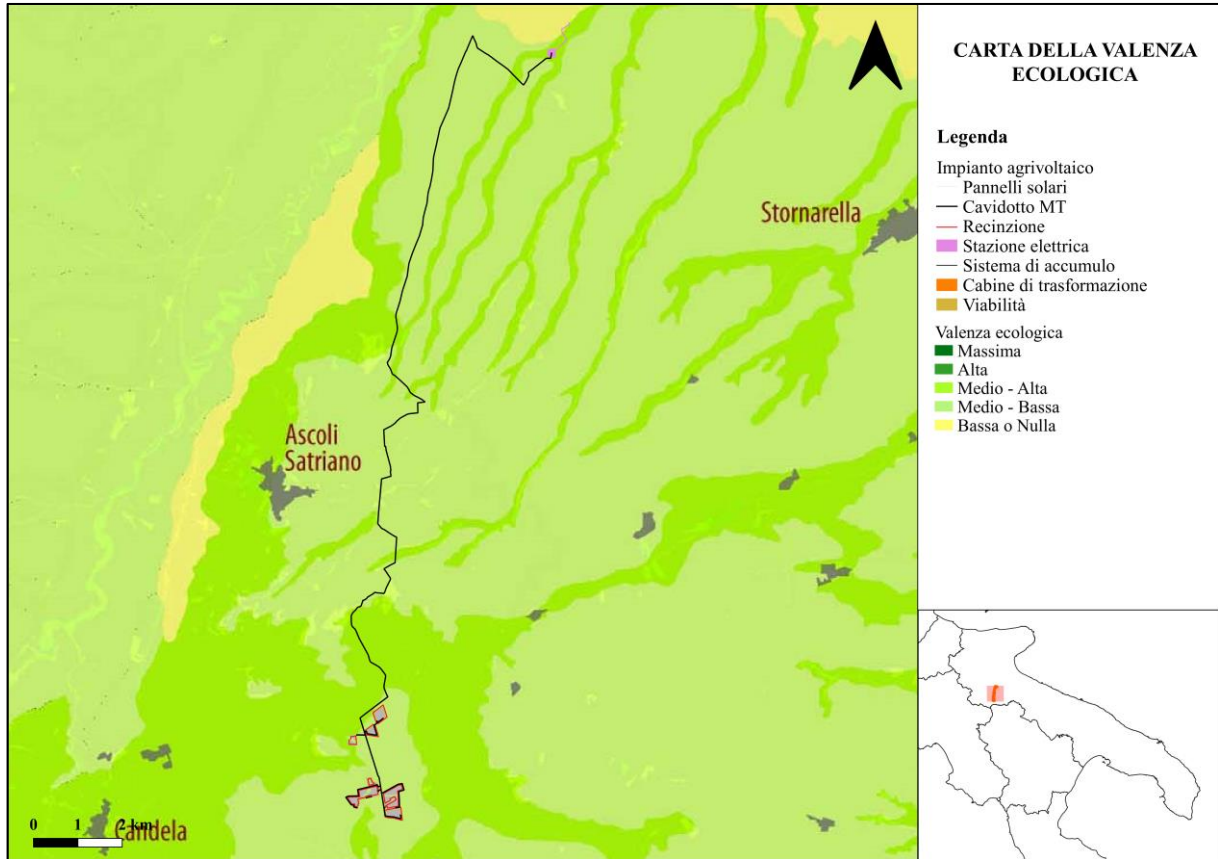 Stornarella
Ascoli
Satriano
Candela
0 1 2 km
CARTA DELLA VALENZA
ECOLOGICA
Legenda
Impianto agrivoltaico
Pannelli solari
Cavidotto MT
Recinzione
Stazione elettrica
Sistema di accumulo
Cabine di trasformazione
Viabilità
Valenza ecologica
Massima
Alta
Medio - Alta
Medio - Bassa
Bassa o Nulla